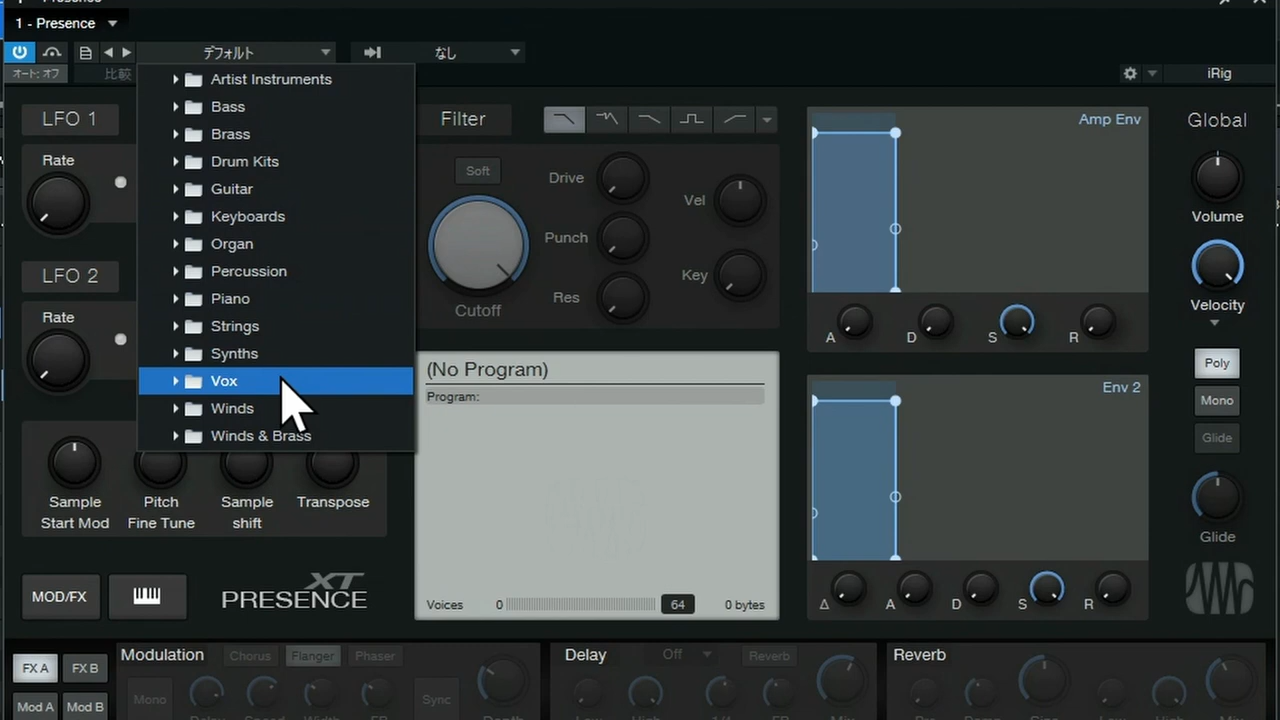 Presence
1 - Presence
デフォルト
なし
オート: オフ
比較
iRig
Artist Instruments
Bass
Brass
Drum Kits
Guitar
Keyboards
Organ
Percussion
Piano
Strings
Synths
Vox
Winds
Winds & Brass
LFO 1
Rate
LFO 2
Rate
Sample
Start Mod
Pitch
Fine Tune
Sample
shift
Transpose
MOD/FX
XT
PRESENCE
Filter
Soft
Cutoff
Drive
Punch
Res
Vel
Key
(No Program)
Program:
Voices 0 64 0 bytes
Amp Env
A D S R
Env 2
Δ A D S R
Global
Volume
Velocity
Poly
Mono
Glide
Glide
FX A FX B
Mod A Mod B
Modulation Chorus Flanger Phaser
Mono
Sync
Delay Off Reverb
Reverb